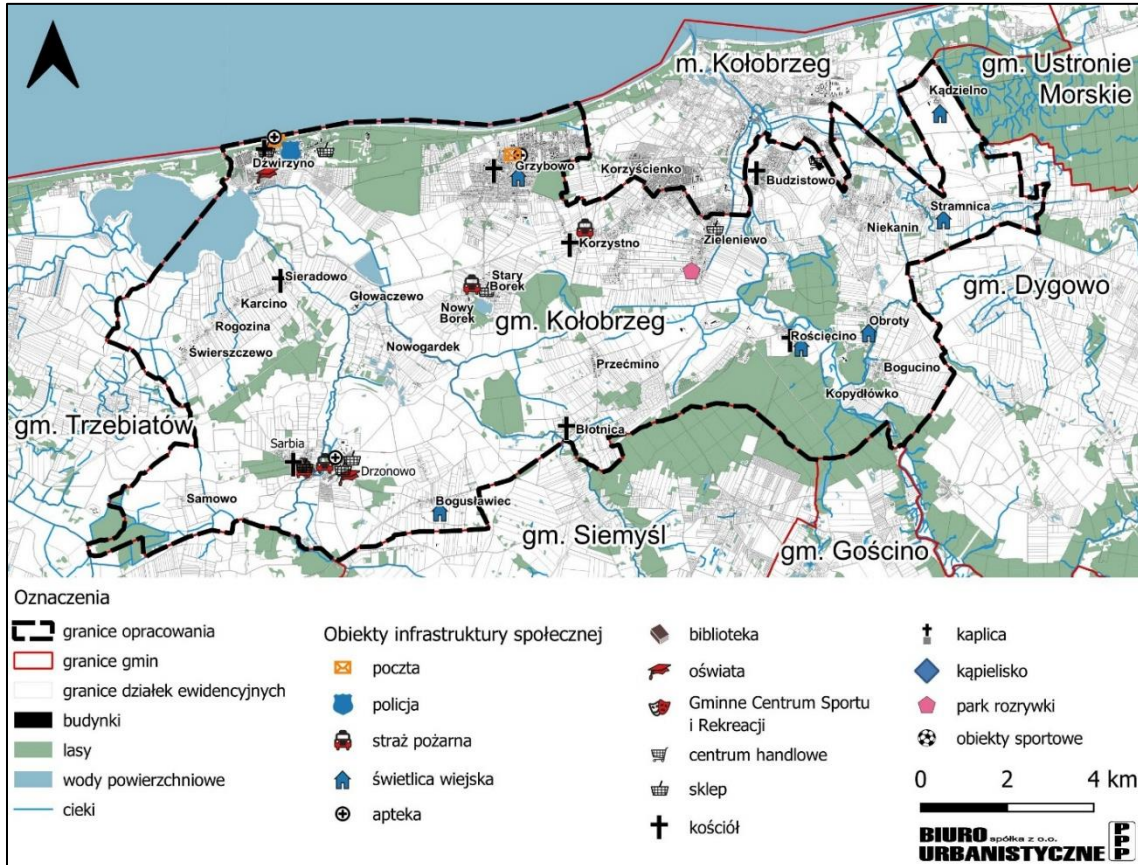 m. Kołobrzeg
gm. Ustronie
Morskie
Kądzielno
Dźwirzyno
Grzybowo
Korzyścienko
Budzistowo
Stramnica
Niekanin
Korzystno
Zieleniewo
Sieradowo
Karcino
Głowaczewo
Stary
Borek
Nowy
Borek
gm. Kołobrzeg
gm. Dygowo
Rogozina
Świerszczewo
Nowogardek
Przećmino
Rościęcino
Obroty
Bogucino
Kopydłówko
gm. Trzebiatów
Błotnica
Sarbia
Drzonowo
Samowo
Bogusławiec
gm. Siemyśl
gm. Gościno
Oznaczenia
granice opracowania
granice gmin
granice działek ewidencyjnych
budynki
lasy
wody powierzchniowe
cieki
Obiekty infrastruktury społecznej
poczta
policja
straż pożarna
świetlica wiejska
apteka
biblioteka
oświata
Gminne Centrum Sportu
i Rekreacji
centrum handlowe
sklep
kościół
kaplica
kąpielisko
park rozrywki
obiekty sportowe
0 2 4 km
BIURO spółka z o.o.
URBANISTYCZNE
PPP